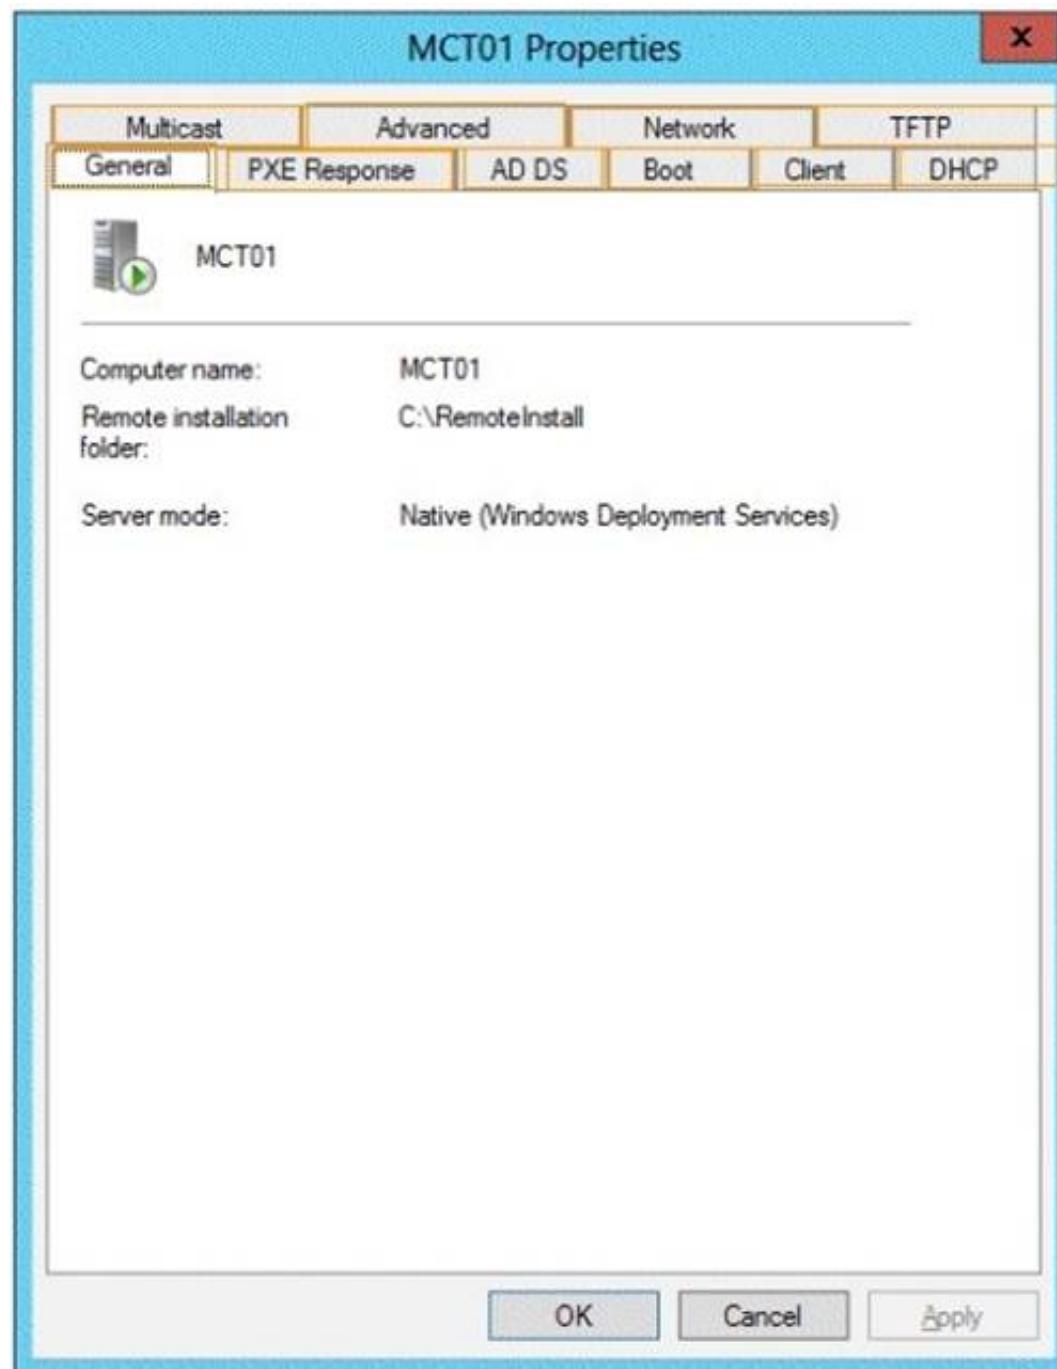 MCT01 Properties
x
Multicast Advanced Network TFTP
General PXE Response AD DS Boot Client DHCP
MCT01
Computer name: MCT01
Remote installation C:\RemoteInstall
folder:
Server mode: Native (Windows Deployment Services)
OK Cancel Apply